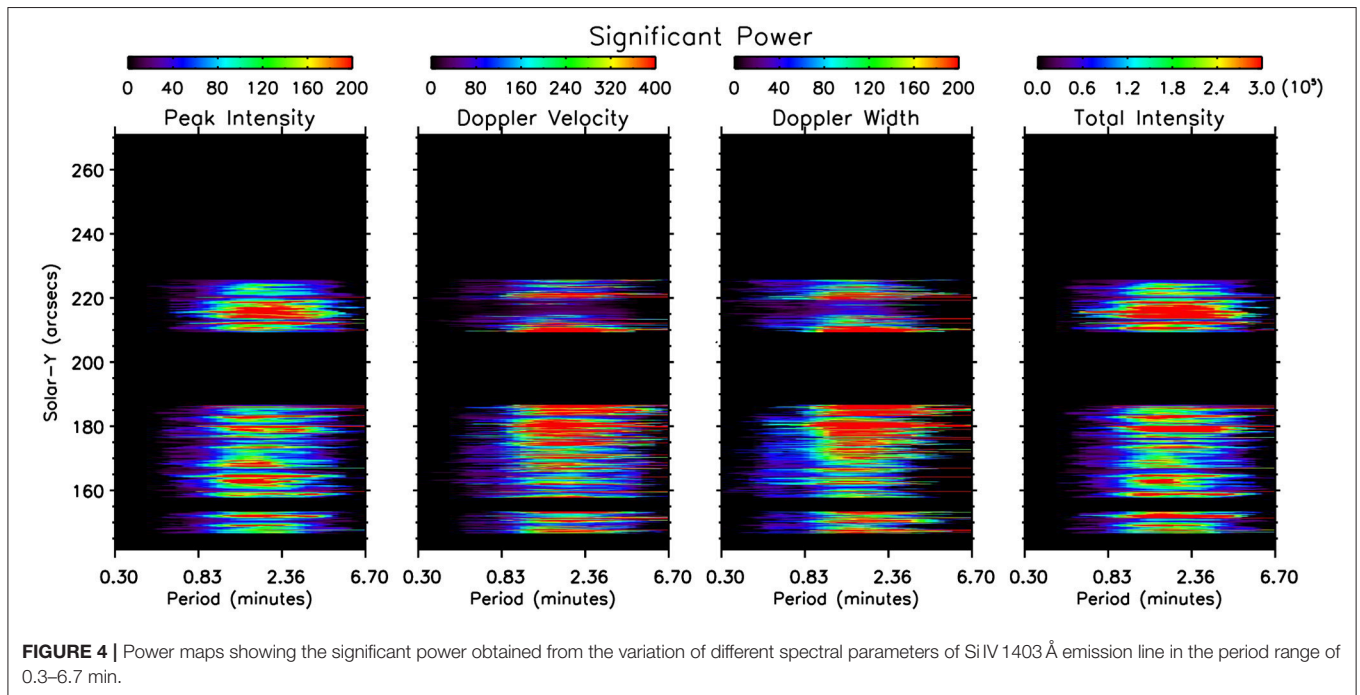 Significant Power
0 40 80 120 160 200
0 80 160 240 320 400
0 40 80 120 160 200
0.0 0.6 1.2 1.8 2.4 3.0 (10⁵)
Peak Intensity
Doppler Velocity
Doppler Width
Total Intensity
Solar-Y (arcsecs)
260
240
220
200
180
160
0.30 0.83 2.36 6.70
0.30 0.83 2.36 6.70
0.30 0.83 2.36 6.70
0.30 0.83 2.36 6.70
Period (minutes)
Period (minutes)
Period (minutes)
Period (minutes)
FIGURE 4 | Power maps showing the significant power obtained from the variation of different spectral parameters of Si IV 1403 Å emission line in the period range of
0.3–6.7 min.